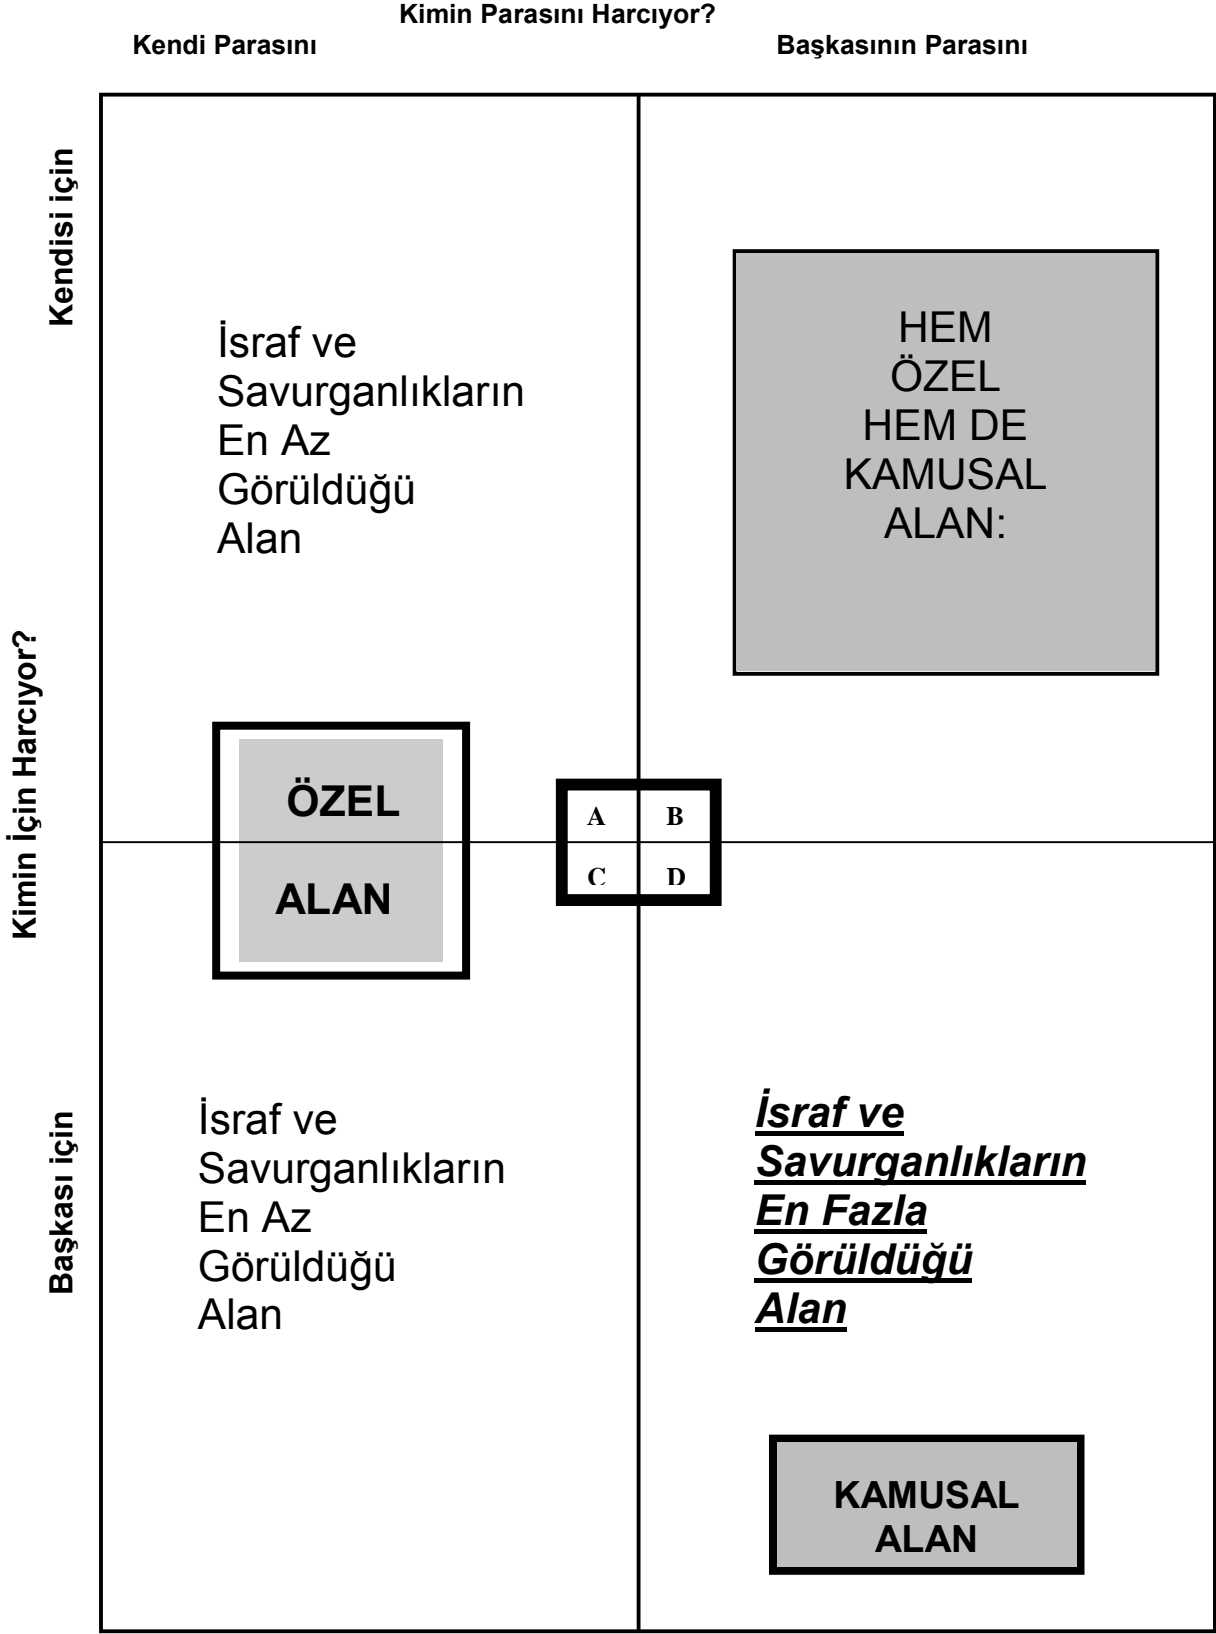 Kimin Parasını Harcıyor?
Kendi Parasını
Başkasının Parasını
Kimin İçin Harcıyor?
Kendisi için
İsraf ve
Savurganlıkların
En Az
Görüldüğü
Alan
HEM
ÖZEL
HEM DE
KAMUSAL
ALAN:
ÖZEL
ALAN
A
B
C
D
Başkası için
İsraf ve
Savurganlıkların
En Az
Görüldüğü
Alan
İsraf ve
Savurganlıkların
En Fazla
Görüldüğü
Alan
KAMUSAL
ALAN